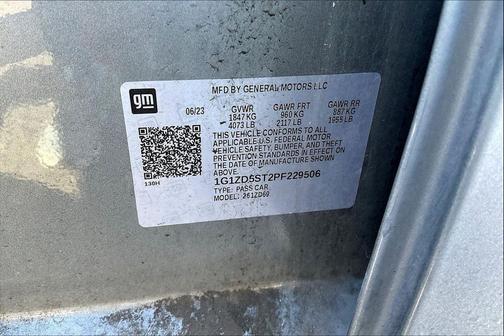 gm
MFD BY GENERAL MOTORS LLC
06/23 GVWR GAWR FRT GAWR RR
1847 KG 960 KG 887 KG
4073 LB 2117 LB 1955 LB
THIS VEHICLE CONFORMS TO ALL
APPLICABLE U.S. FEDERAL MOTOR
VEHICLE SAFETY, BUMPER, AND THEFT
PREVENTION STANDARDS IN EFFECT ON
THE DATE OF MANUFACTURE SHOWN
ABOVE.
130H
1G1ZD5ST2PF229506
TYPE: PASS CAR
MODEL: 261ZD69